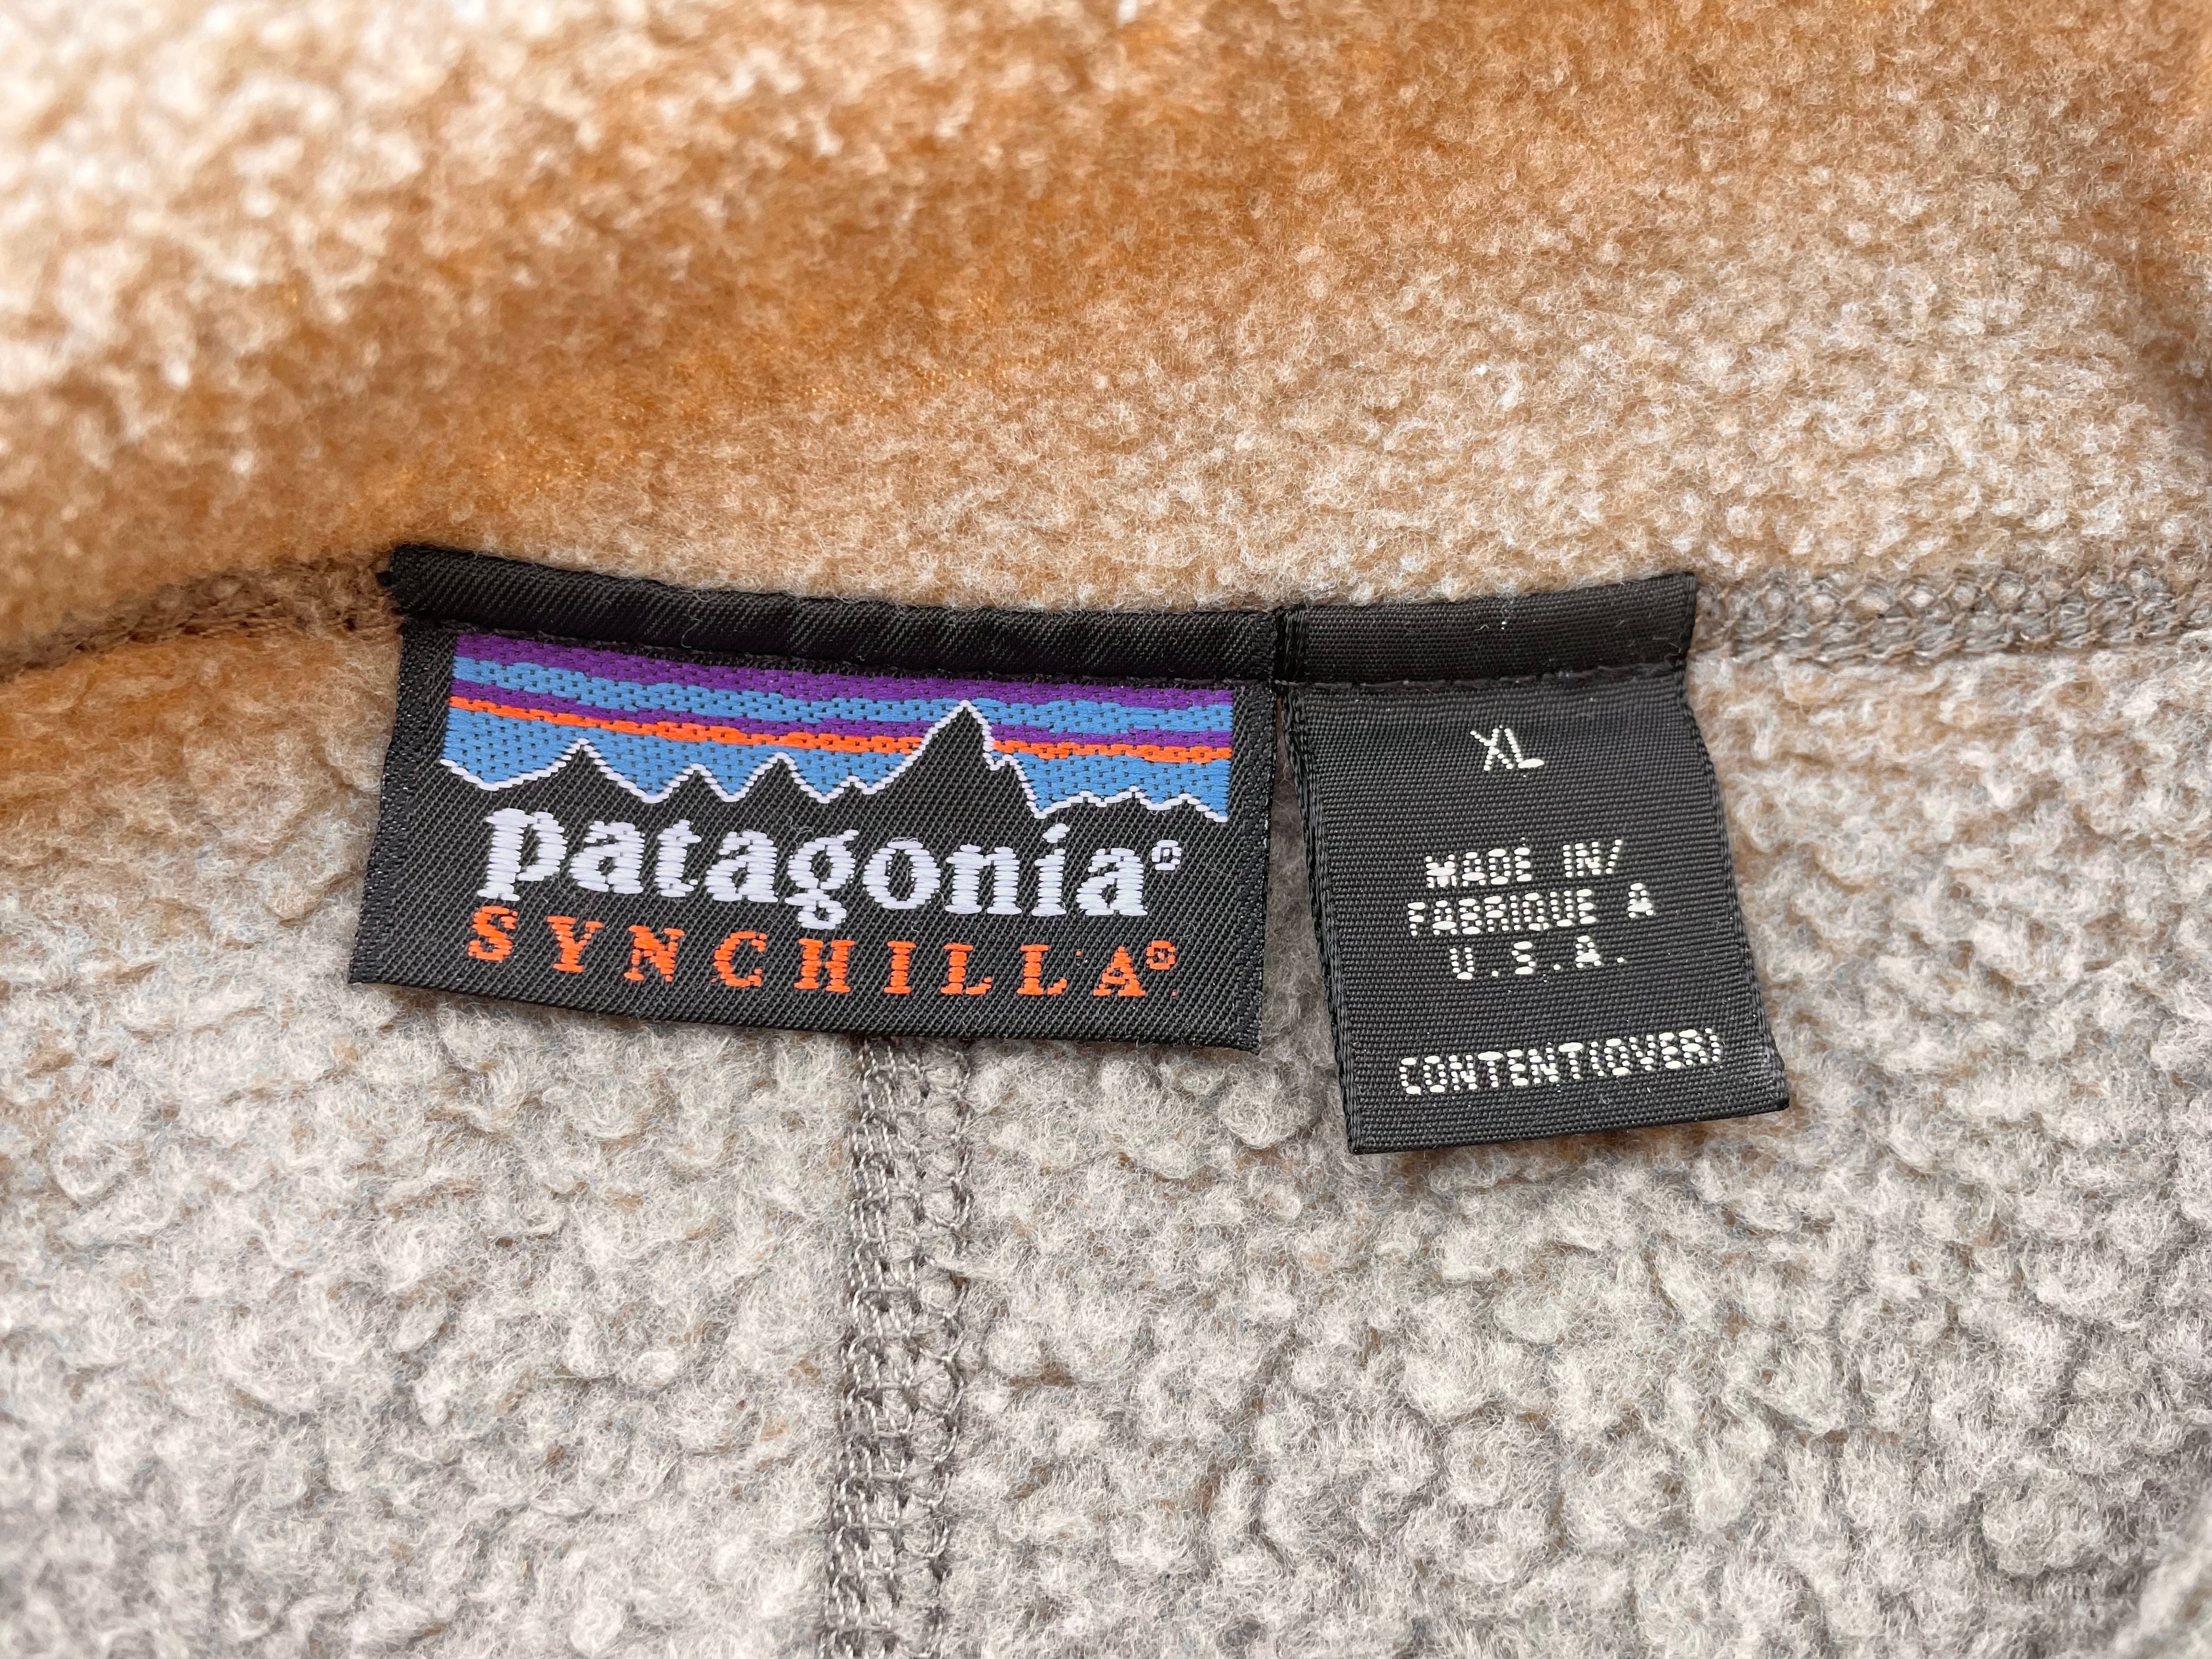 patagonia®
SYNCHILLA®
XL
MADE IN/
FABRIQUE A
U.S.A.
CONTENT(OVER)